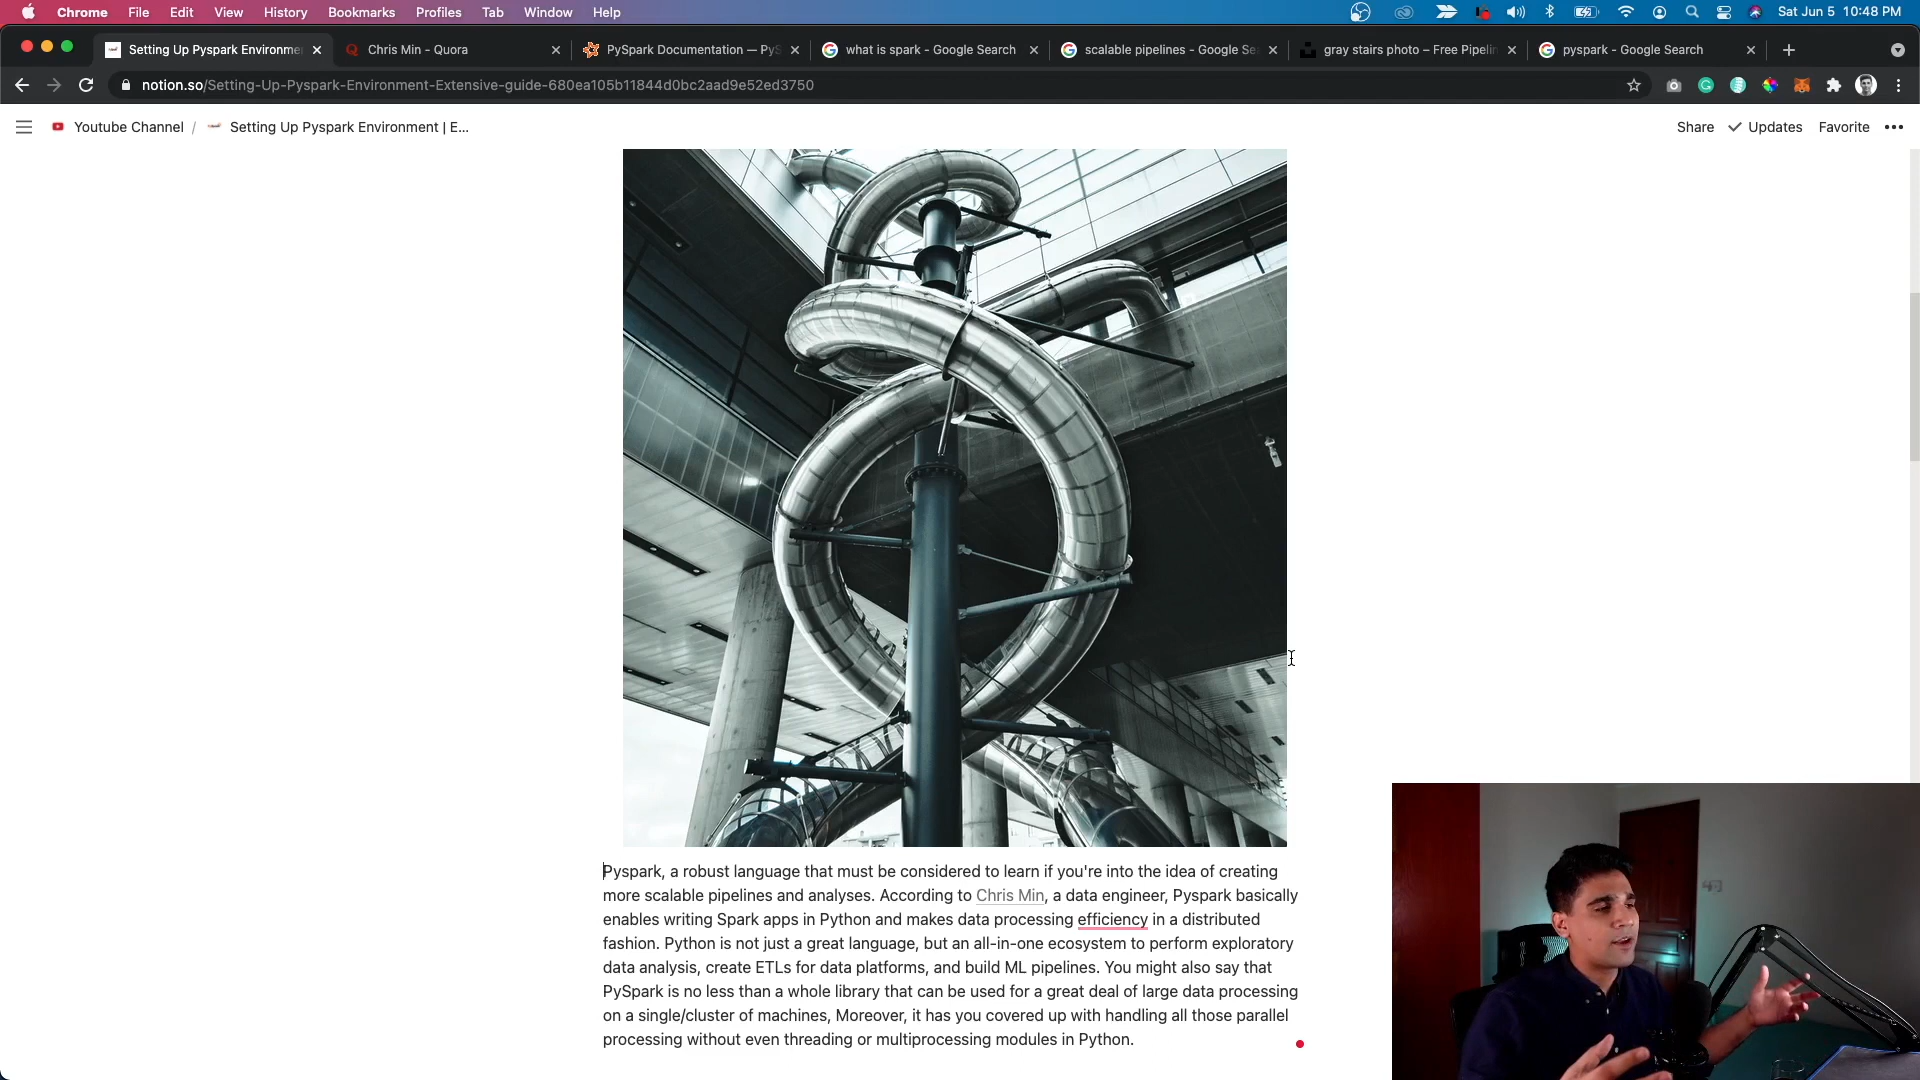 Chrome File Edit View History Bookmarks Profiles Tab Window Help Sat Jun 5 10:48 PM
Setting Up Pyspark Environme Chris Min - Quora PySpark Documentation — PyS what is spark - Google Search scalable pipelines - Google Se gray stairs photo – Free Pipelin pyspark - Google Search
notion.so/Setting-Up-Pyspark-Environment-Extensive-guide-680ea105b11844d0bc2aad9e52ed3750
Youtube Channel / Setting Up Pyspark Environment | E... Share Updates Favorite
Pyspark, a robust language that must be considered to learn if you're into the idea of creating
more scalable pipelines and analyses. According to Chris Min, a data engineer, Pyspark basically
enables writing Spark apps in Python and makes data processing efficiency in a distributed
fashion. Python is not just a great language, but an all-in-one ecosystem to perform exploratory
data analysis, create ETLs for data platforms, and build ML pipelines. You might also say that
PySpark is no less than a whole library that can be used for a great deal of large data processing
on a single/cluster of machines, Moreover, it has you covered up with handling all those parallel
processing without even threading or multiprocessing modules in Python.